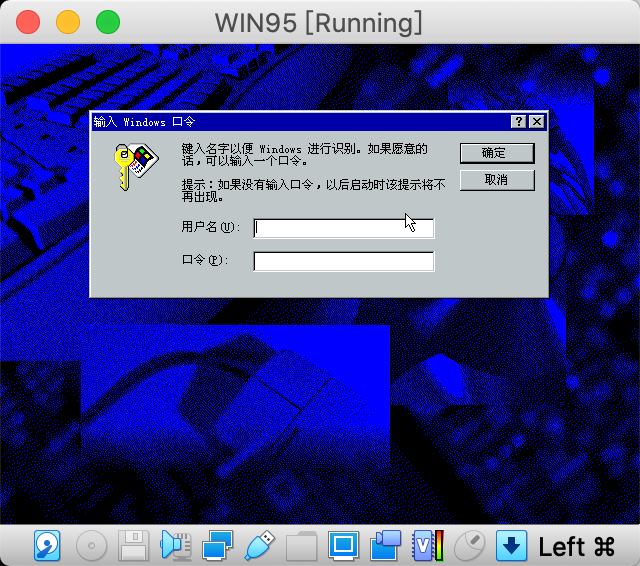 WIN95 [Running]
输入 Windows 口令
键入名字以便 Windows 进行识别。如果愿意的
话，可以输入一个口令。
确定
取消
提示：如果没有输入口令，以后启动时该提示将不
再出现。
用户名(U):
口令(P):
V
Left ⌘